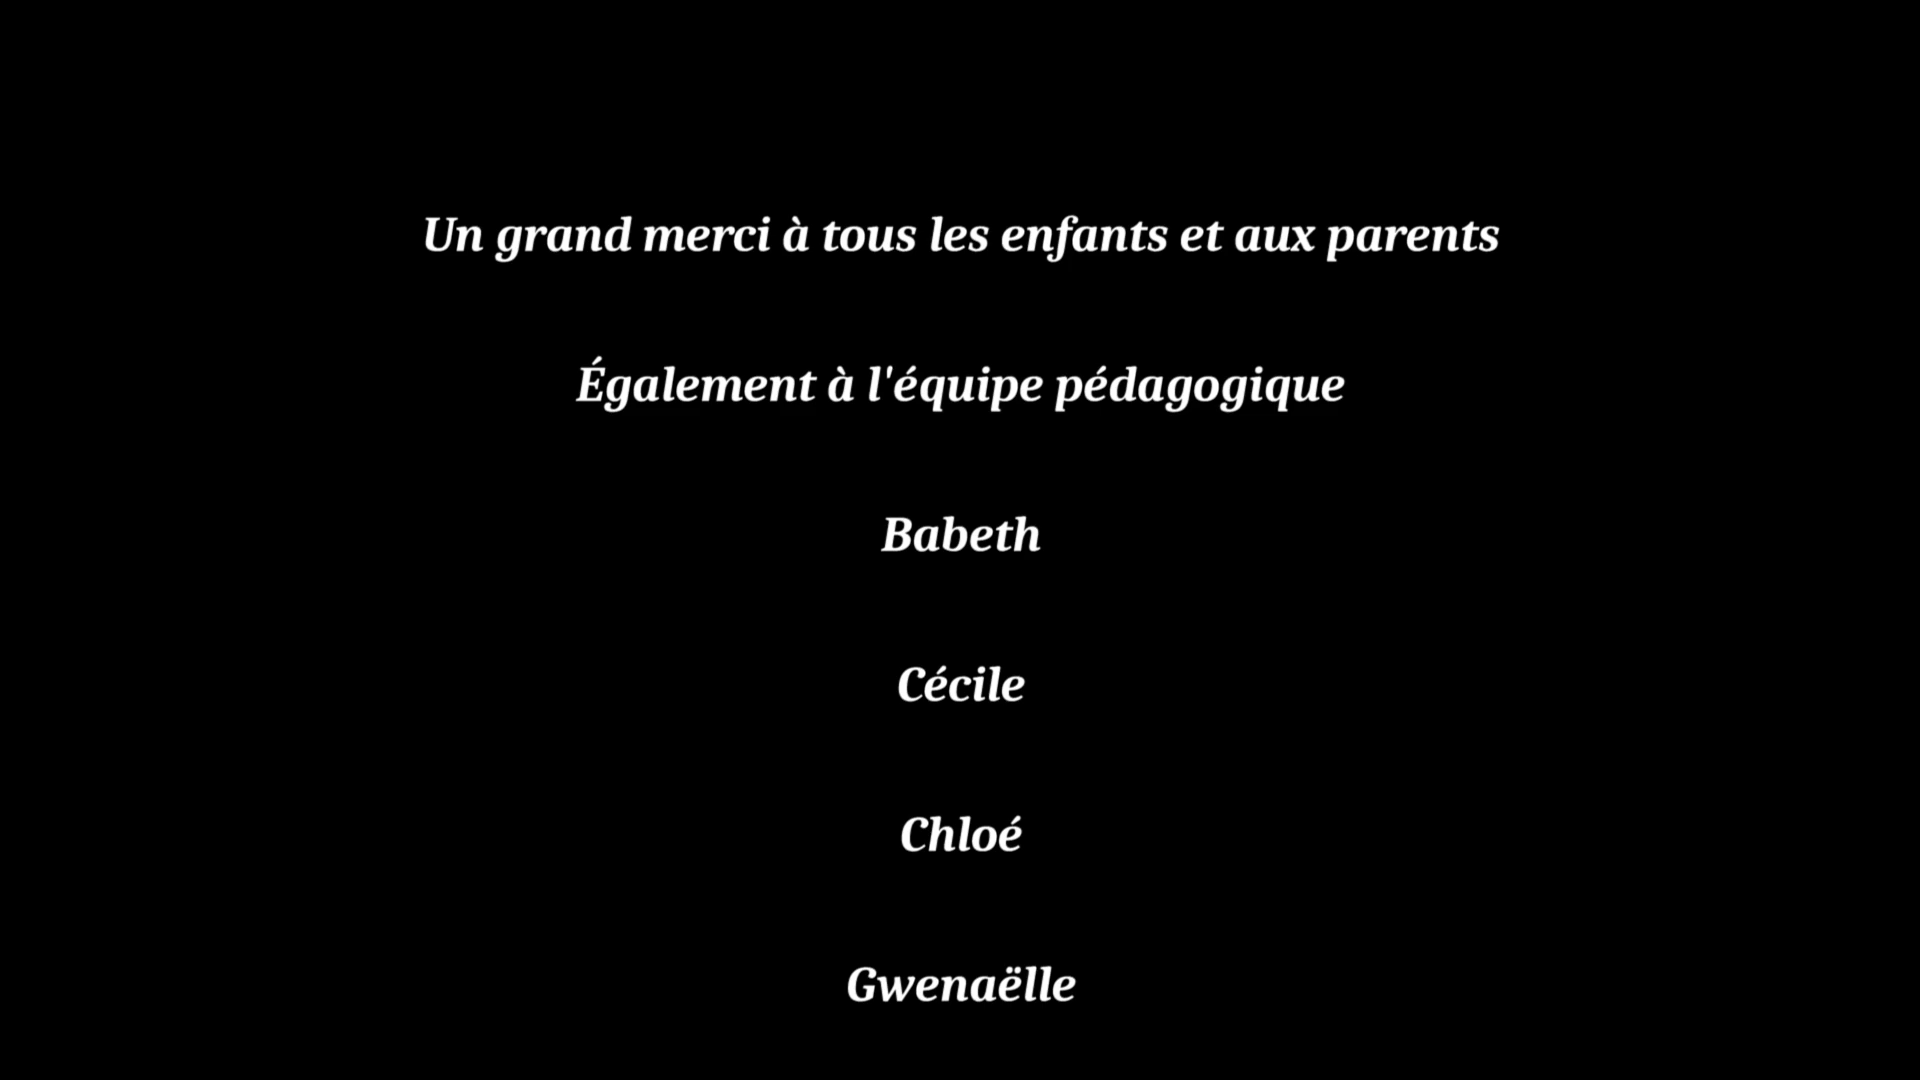 Un grand merci à tous les enfants et aux parents
Également à l'équipe pédagogique
Babeth
Cécile
Chloé
Gwenaëlle